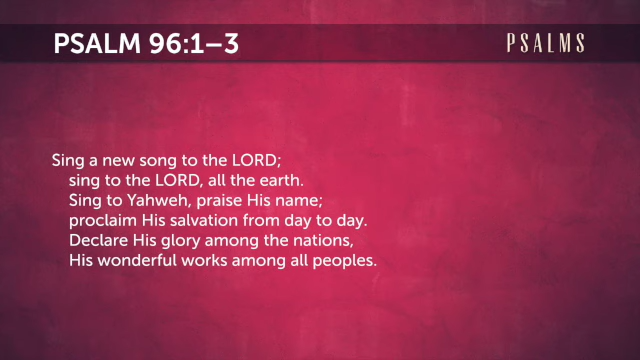 PSALM 96:1–3
PSALMS
Sing a new song to the LORD;
sing to the LORD, all the earth.
Sing to Yahweh, praise His name;
proclaim His salvation from day to day.
Declare His glory among the nations,
His wonderful works among all peoples.